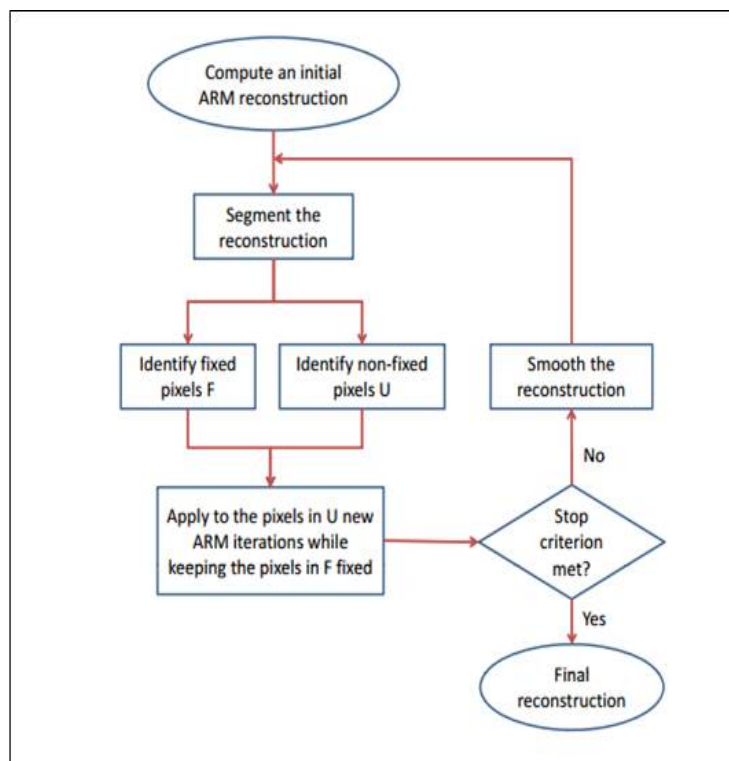 Compute an initial
ARM reconstruction
Segment the
reconstruction
Identify fixed
pixels F
Identify non-fixed
pixels U
Smooth the
reconstruction
No
Apply to the pixels in U new
ARM iterations while
keeping the pixels in F fixed
Stop
criterion
met?
Yes
Final
reconstruction